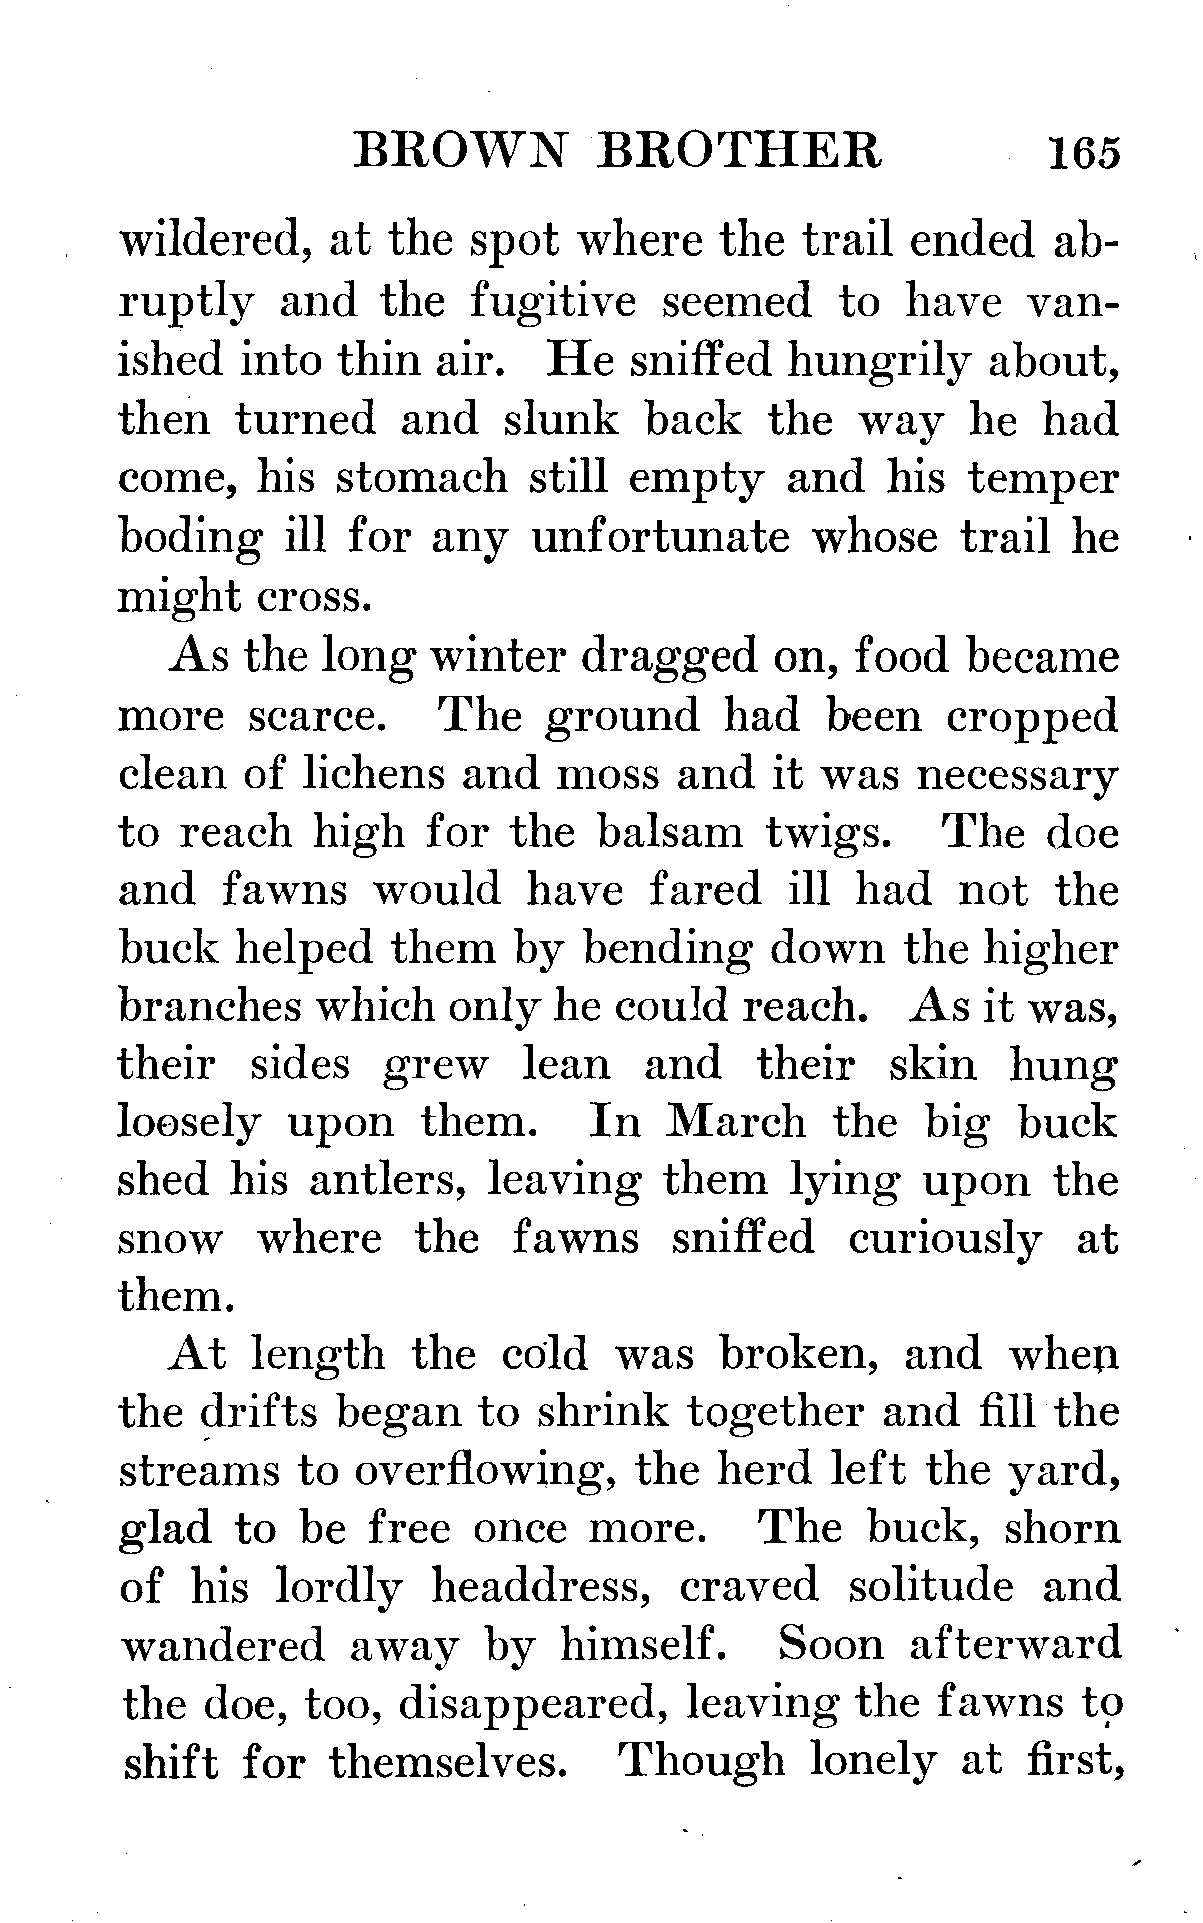 BROWN BROTHER 165
wildered, at the spot where the trail ended ab-
ruptly and the fugitive seemed to have van-
ished into thin air. He sniffed hungrily about,
then turned and slunk back the way he had
come, his stomach still empty and his temper
boding ill for any unfortunate whose trail he
might cross.
As the long winter dragged on, food became
more scarce. The ground had been cropped
clean of lichens and moss and it was necessary
to reach high for the balsam twigs. The doe
and fawns would have fared ill had not the
buck helped them by bending down the higher
branches which only he could reach. As it was,
their sides grew lean and their skin hung
loosely upon them. In March the big buck
shed his antlers, leaving them lying upon the
snow where the fawns sniffed curiously at
them.
At length the cold was broken, and when
the drifts began to shrink together and fill the
streams to overflowing, the herd left the yard,
glad to be free once more. The buck, shorn
of his lordly headdress, craved solitude and
wandered away by himself. Soon afterward
the doe, too, disappeared, leaving the fawns to
shift for themselves. Though lonely at first,